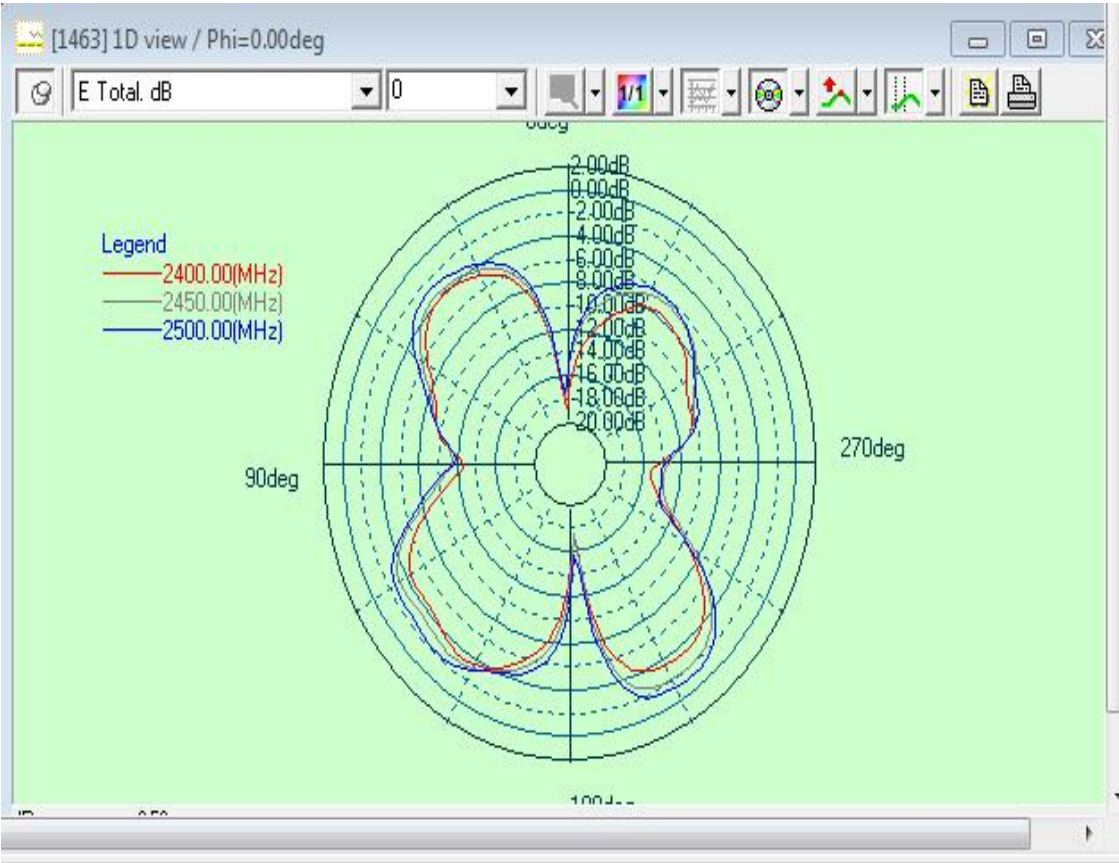 [1463] 1D view / Phi=0.00deg
E Total. dB
0
1/1
2.00dB
0.00dB
-2.00dB
-4.00dB
-6.00dB
-8.00dB
-10.00dB
-12.00dB
-14.00dB
-16.00dB
-18.00dB
-20.00dB
Legend
2400.00(MHz)
2450.00(MHz)
2500.00(MHz)
270deg
90deg